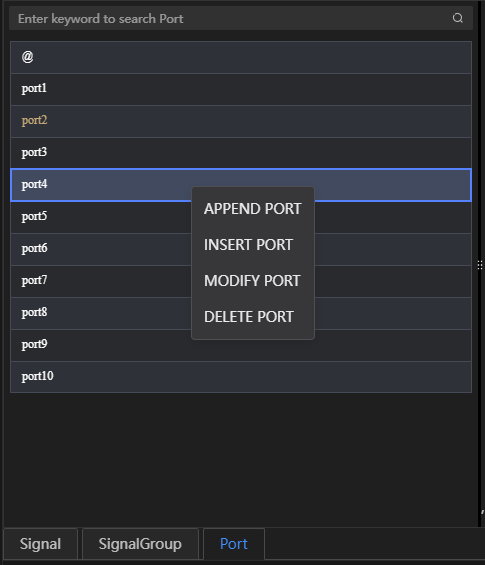 Enter keyword to search Port
@
port1
port2
port3
port4
APPEND PORT
port5
INSERT PORT
port6
MODIFY PORT
port7
DELETE PORT
port8
port9
port10
Signal
SignalGroup
Port